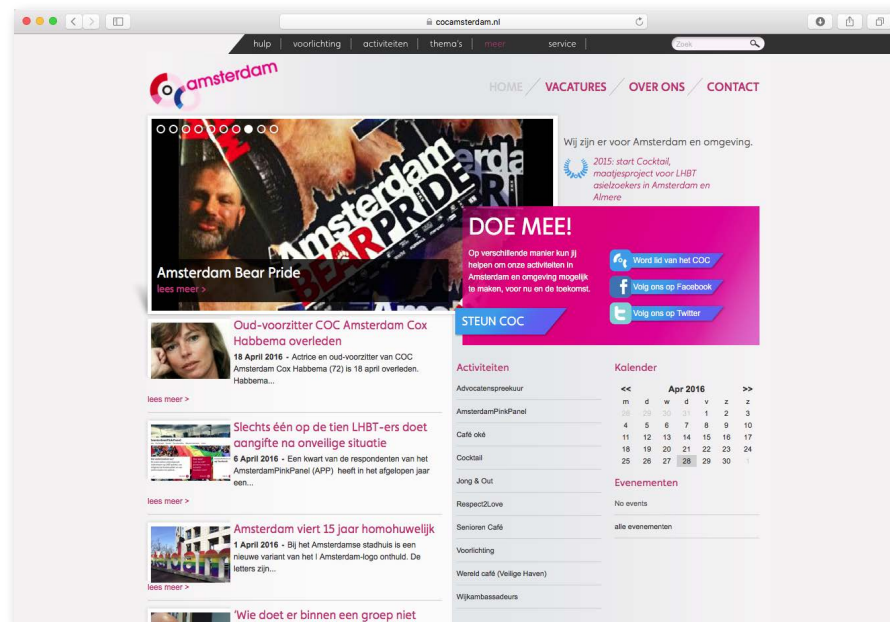 cocamsterdam.nl
hulp | voorlichting | activiteiten | thema's | meer service |
Zoek
amsterdam
HOME / VACATURES / OVER ONS / CONTACT
Amsterdam
BEARPRIDE
Amsterdam Bear Pride
lees meer >
Wij zijn er voor Amsterdam en omgeving.
2015: start Cocktail,
maatjesproject voor LHBT
asielzoekers in Amsterdam en
Almere
DOE MEE!
Op verschillende manier kun jij
helpen om onze activiteiten in
Amsterdam en omgeving mogelijk
te maken, voor nu en de toekomst.
STEUN COC
Word lid van het COC
Volg ons op Facebook
Volg ons op Twitter
Oud-voorzitter COC Amsterdam Cox
Habbema overleden
18 April 2016 - Actrice en oud-voorzitter van COC
Amsterdam Cox Habbema (72) is 18 april overleden.
Habbema...
lees meer >
Slechts één op de tien LHBT-ers doet
aangifte na onveilige situatie
6 April 2016 - Een kwart van de respondenten van het
AmsterdamPinkPanel (APP) heeft in het afgelopen jaar
een...
lees meer >
Amsterdam viert 15 jaar homohuwelijk
1 April 2016 - Bij het Amsterdamse stadhuis is een
nieuwe variant van het I Amsterdam-logo onthuld. De
letters zijn...
lees meer >
'Wie doet er binnen een groep niet
Activiteiten
Advocatenspreekuur
AmsterdamPinkPanel
Café oké
Cocktail
Jong & Out
Respect2Love
Senioren Café
Voorlichting
Wereld café (Veilige Haven)
Wijkambassadeurs
Kalender
<< Apr 2016 >>
m d w d v z z
28 29 30 31 1 2 3
4 5 6 7 8 9 10
11 12 13 14 15 16 17
18 19 20 21 22 23 24
25 26 27 28 29 30 1
Evenementen
No events
alle evenementen